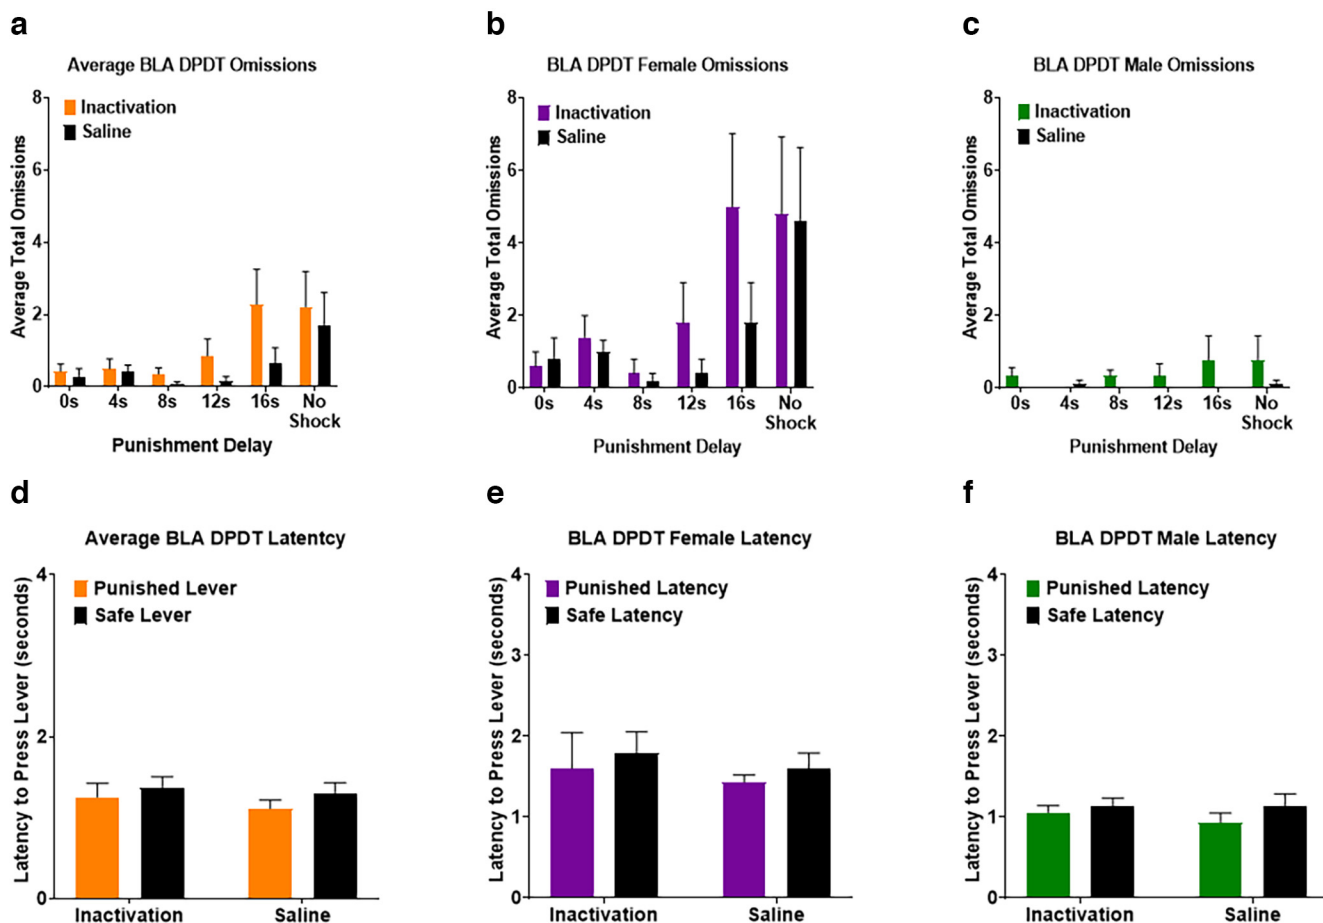 a
Average BLA DPDT Omissions
Average Total Omissions
8
6
4
2
0
Inactivation
Saline
0s 4s 8s 12s 16s No Shock
Punishment Delay
b
BLA DPDT Female Omissions
Average Total Omissions
8
6
4
2
0
Inactivation
Saline
0s 4s 8s 12s 16s No Shock
Punishment Delay
c
BLA DPDT Male Omissions
Average Total Omissions
8
6
4
2
0
Inactivation
Saline
0s 4s 8s 12s 16s No Shock
Punishment Delay
d
Average BLA DPDT Latentcy
Latency to Press Lever (seconds)
4
2
0
Punished Lever
Safe Lever
Inactivation Saline
e
BLA DPDT Female Latency
Latency to Press Lever (seconds)
4
3
2
1
0
Punished Latency
Safe Latency
Inactivation Saline
f
BLA DPDT Male Latency
Latency to Press Lever (seconds)
4
3
2
1
0
Punished Latency
Safe Latency
Inactivation Saline